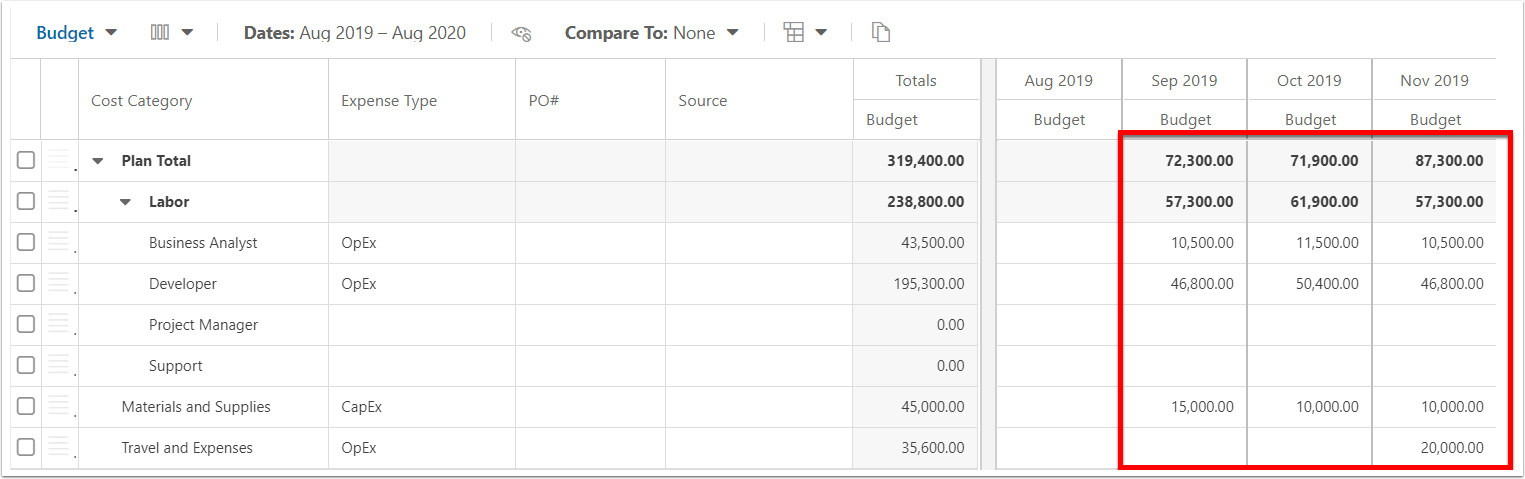 Budget Dates: Aug 2019 – Aug 2020 Compare To: None
Totals Aug 2019 Sep 2019 Oct 2019 Nov 2019
Cost Category Expense Type PO# Source
Budget Budget Budget Budget Budget
Plan Total 319,400.00 72,300.00 71,900.00 87,300.00
Labor 238,800.00 57,300.00 61,900.00 57,300.00
Business Analyst OpEx 43,500.00 10,500.00 11,500.00 10,500.00
Developer OpEx 195,300.00 46,800.00 50,400.00 46,800.00
Project Manager 0.00
Support 0.00
Materials and Supplies CapEx 45,000.00 15,000.00 10,000.00 10,000.00
Travel and Expenses OpEx 35,600.00 20,000.00